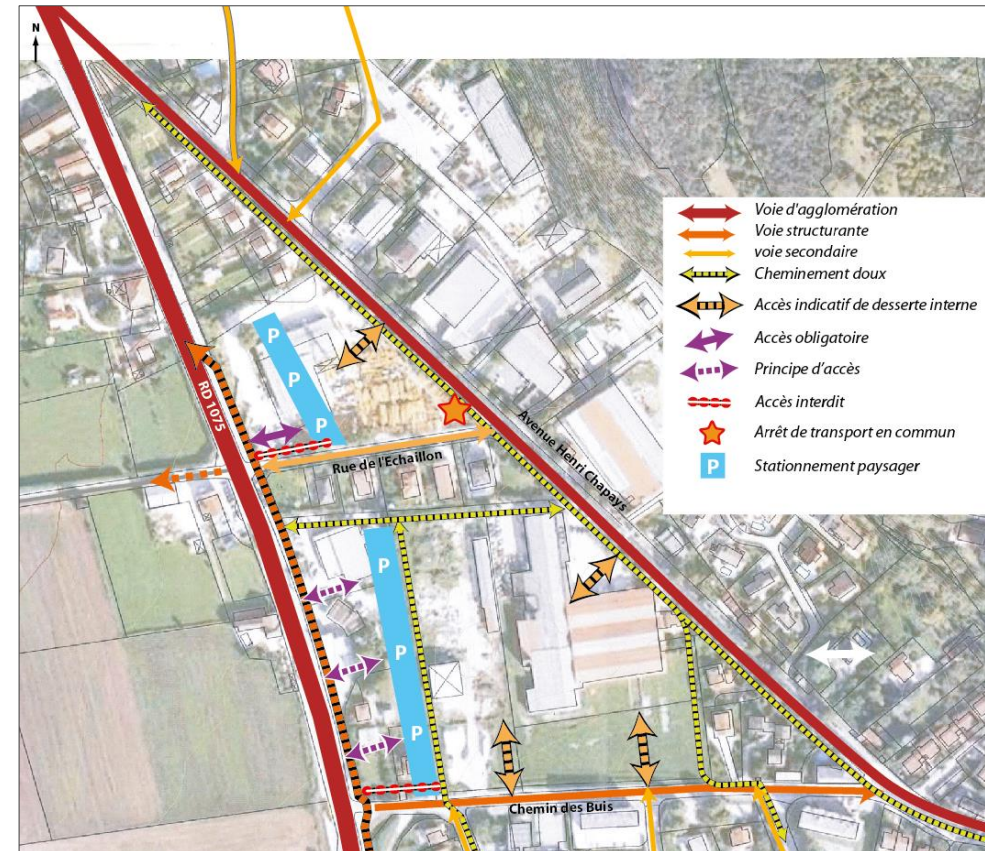 N
Voie d'agglomération
Voie structurante
voie secondaire
Cheminement doux
Accès indicatif de desserte interne
Accès obligatoire
Principe d'accès
Accès interdit
Arrêt de transport en commun
P
Stationnement paysager
P
P
P
RD 1075
Avenue Henri Chapays
Rue de l'Echaillon
P
P
P
Chemin des Buis